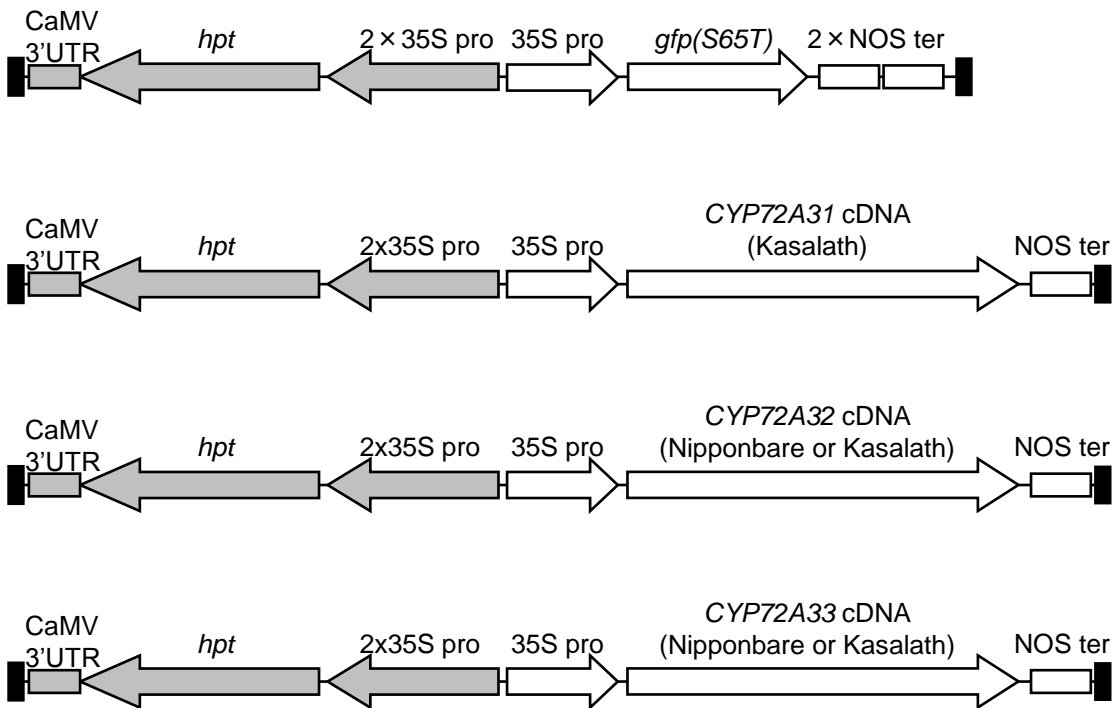 CaMV
3'UTR hpt 2×35S pro 35S pro gfp(S65T) 2×NOS ter
CYP72A31 cDNA
CaMV
3'UTR hpt 2x35S pro 35S pro (Kasalath) NOS ter
CYP72A32 cDNA
CaMV
3'UTR hpt 2x35S pro 35S pro (Nipponbare or Kasalath) NOS ter
CYP72A33 cDNA
CaMV
3'UTR hpt 2x35S pro 35S pro (Nipponbare or Kasalath) NOS ter